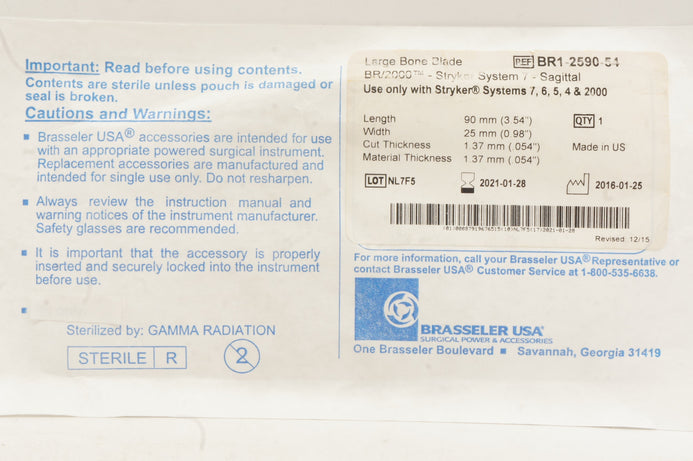 Important: Read before using contents.
Contents are sterile unless pouch is damaged or
seal is broken.
Cautions and Warnings:
■ Brasseler USA® accessories are intended for use
with an appropriate powered surgical instrument.
Replacement accessories are manufactured and
intended for single use only. Do not resharpen.
■ Always review the instruction manual and
warning notices of the instrument manufacturer.
Safety glasses are recommended.
■ It is important that the accessory is properly
inserted and securely locked into the instrument
before use.
■
Sterilized by: GAMMA RADIATION
STERILE R
2
Large Bone Blade
REF BR1-2590-54
BR/2000™ - Stryker System 7 - Sagittal
Use only with Stryker® Systems 7, 6, 5, 4 & 2000
Length 90 mm (3.54") QTY 1
Width 25 mm (0.98")
Cut Thickness 1.37 mm (.054") Made in US
Material Thickness 1.37 mm (.054")
LOT NL7F5 2021-01-28 2016-01-25
Revised: 12/15
For more information, call your Brasseler USA® Representative or
contact Brasseler USA® Customer Service at 1-800-535-6638.
BRASSELER USA®
SURGICAL POWER & ACCESSORIES
One Brasseler Boulevard ■ Savannah, Georgia 31419